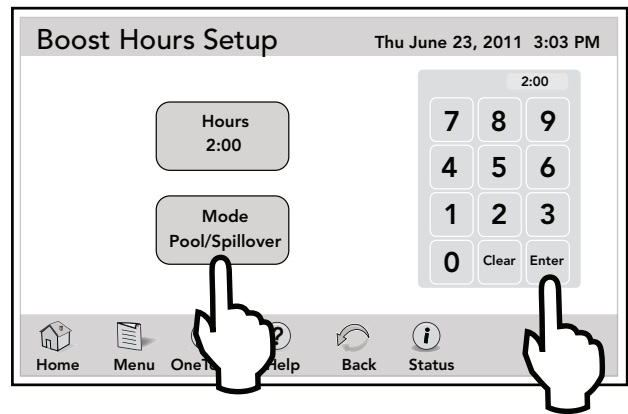 Boost Hours Setup
Thu June 23, 2011 3:03 PM
Hours
2:00
Mode
Pool/Spillover
2:00
7 8 9
4 5 6
1 2 3
0 Clear Enter
?
i
Home Menu Help Back Status